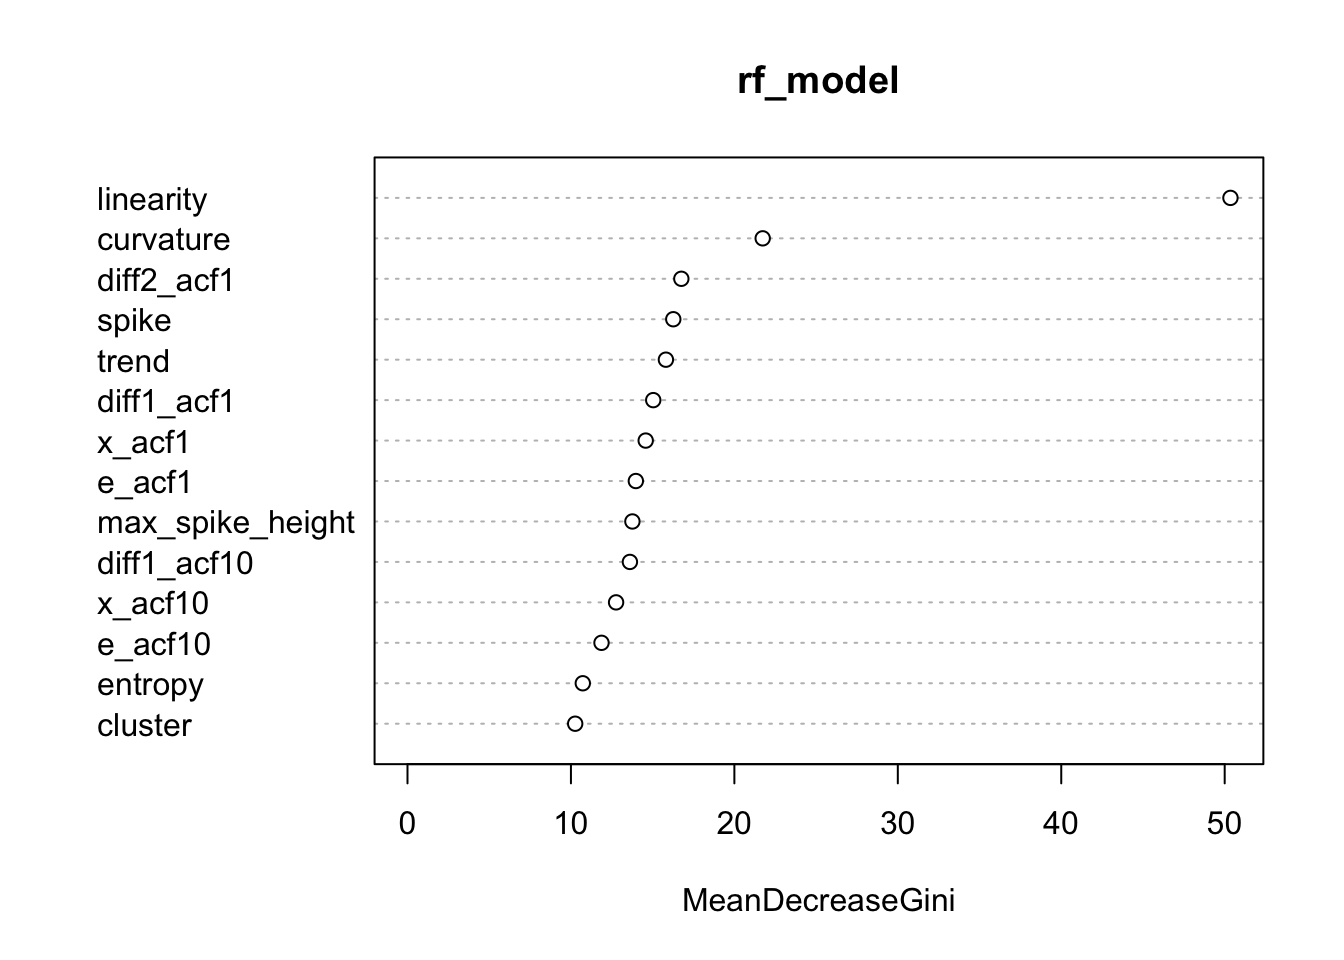 rf_model
linearity
curvature
diff2_acf1
spike
trend
diff1_acf1
x_acf1
e_acf1
max_spike_height
diff1_acf10
x_acf10
e_acf10
entropy
cluster
0 10 20 30 40 50
MeanDecreaseGini